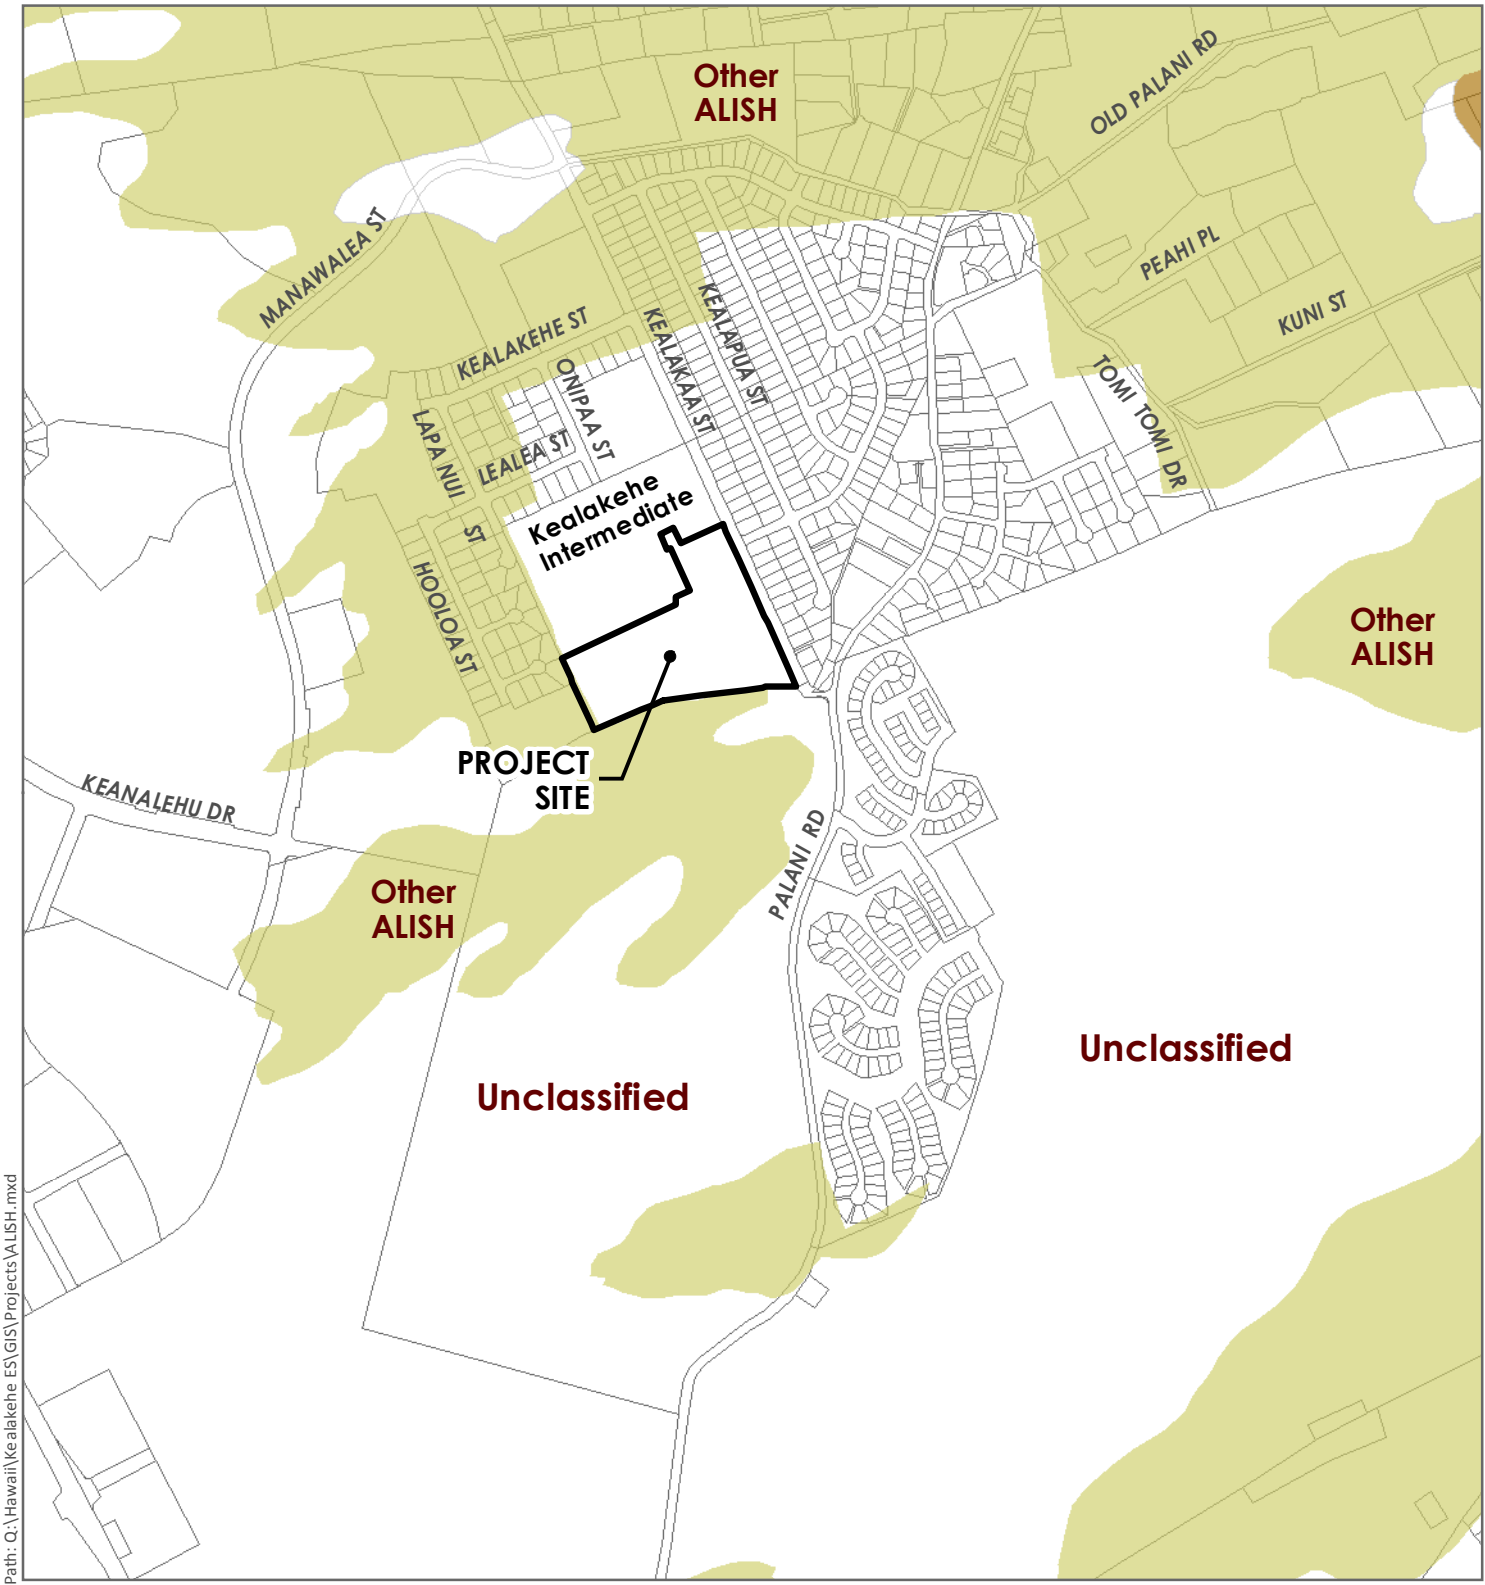 Other
ALISH
OLD PALANI RD
MANAWALEA ST
PEAHI PL
KUNI ST
KEALAKEHE ST
KEALAKAA ST
KEALAPUA ST
ONIPAA ST
TOMI TOMI DR
LAPA NUI ST
LEALEA ST
Kealakehe
Intermediate
HOOLOA ST
Other
ALISH
PROJECT
SITE
KEANALEHU DR
PALANI RD
Other
ALISH
Unclassified
Unclassified
Path: Q:\Hawaii\Kealakehe ES\GIS\Projects\ALISH.mxd